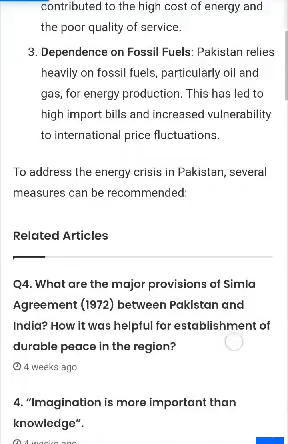 contributed to the high cost of energy and
the poor quality of service.
3. Dependence on Fossil Fuels: Pakistan relies
heavily on fossil fuels, particularly oil and
gas, for energy production. This has led to
high import bills and increased vulnerability
to international price fluctuations.
To address the energy crisis in Pakistan, several
measures can be recommended:
Related Articles
Q4. What are the major provisions of Simla
Agreement (1972) between Pakistan and
India? How it was helpful for establishment of
durable peace in the region?
4 weeks ago
4. “Imagination is more important than
knowledge”.
4 weeks ago